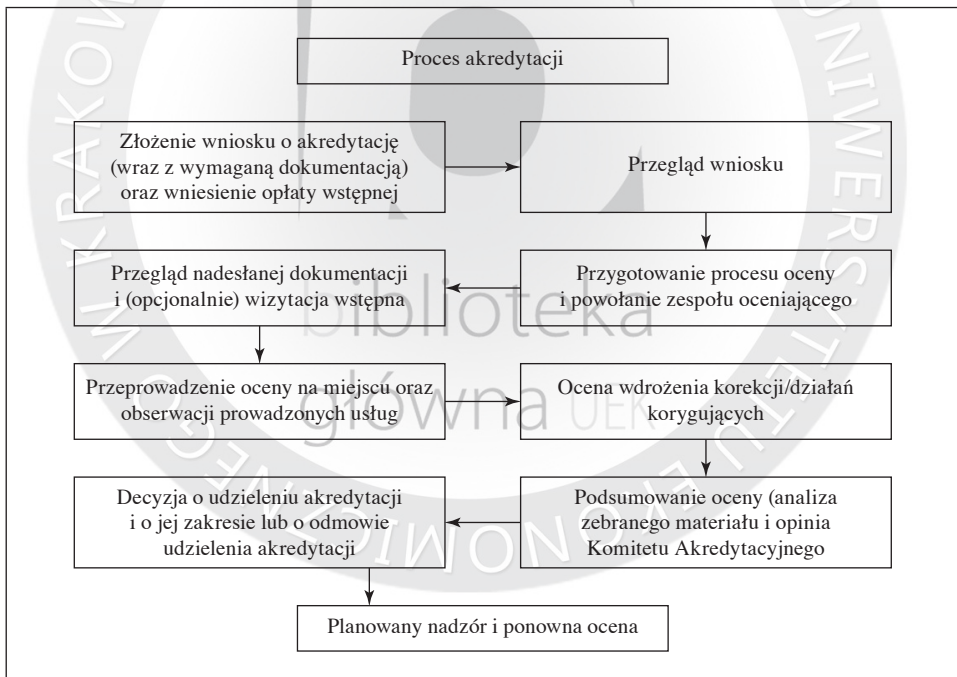 Proces akredytacji
Złożenie wniosku o akredytację
(wraz z wymaganą dokumentacją)
oraz wniesienie opłaty wstępnej
Przegląd wniosku
Przygotowanie procesu oceny
i powołanie zespołu oceniającego
Przegląd nadesłanej dokumentacji
i (opcjonalnie) wizytacja wstępna
Przeprowadzenie oceny na miejscu oraz
obserwacji prowadzonych usług
Ocena wdrożenia korekcji/działań
korygujących
Podsumowanie oceny (analiza
zebranego materiału i opinia
Komitetu Akredytacyjnego
Decyzja o udzieleniu akredytacji
i o jej zakresie lub o odmowie
udzielenia akredytacji
Planowany nadzór i ponowna ocena
biblioteka
główna UEK
UNIWERSYTETU EKONOMICZNEGO W KRAKOW